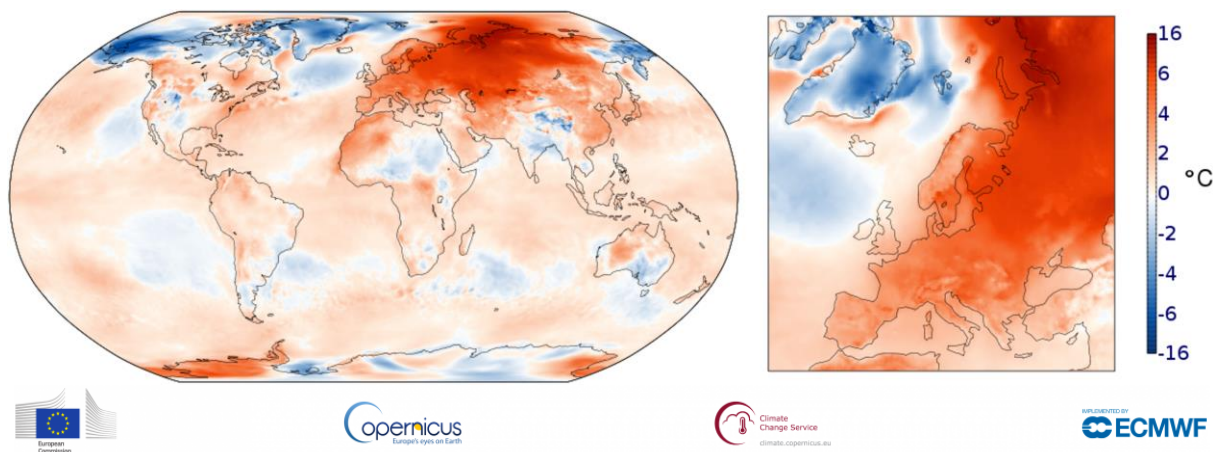 16
6
4
2
0
-2
-4
-6
-16
°C
European
Commission
opernicus
Europe's eyes on Earth
Climate
Change Service
climate.copernicus.eu
IMPLEMENTED BY
ECMWF